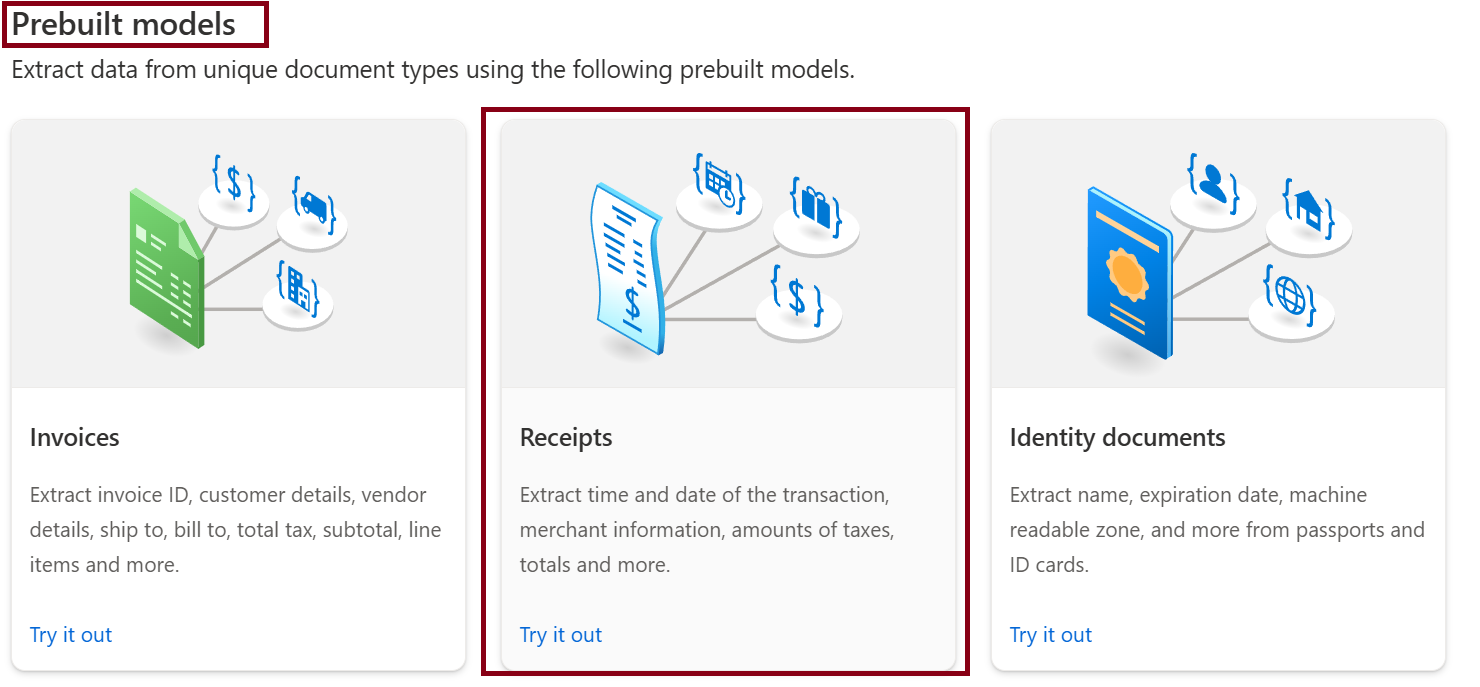 Prebuilt models
Extract data from unique document types using the following prebuilt models.
Invoices
Extract invoice ID, customer details, vendor
details, ship to, bill to, total tax, subtotal, line
items and more.
Try it out
Receipts
Extract time and date of the transaction,
merchant information, amounts of taxes,
totals and more.
Try it out
Identity documents
Extract name, expiration date, machine
readable zone, and more from passports and
ID cards.
Try it out